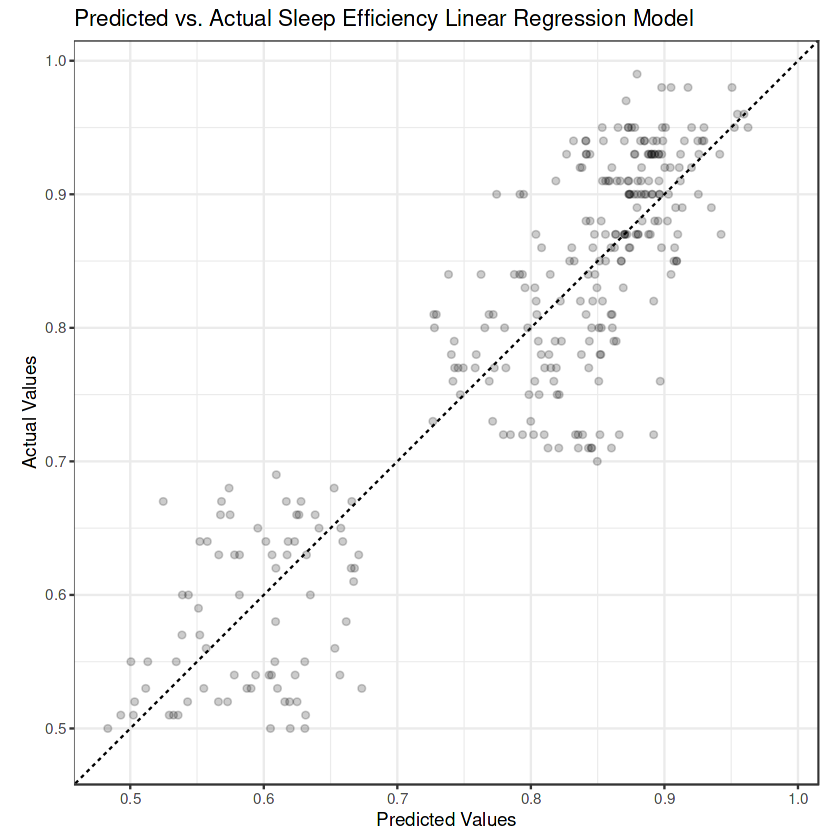 Predicted vs. Actual Sleep Efficiency Linear Regression Model
1.0
0.9
0.8
0.7
0.6
0.5
Actual Values
0.5 0.6 0.7 0.8 0.9 1.0
Predicted Values